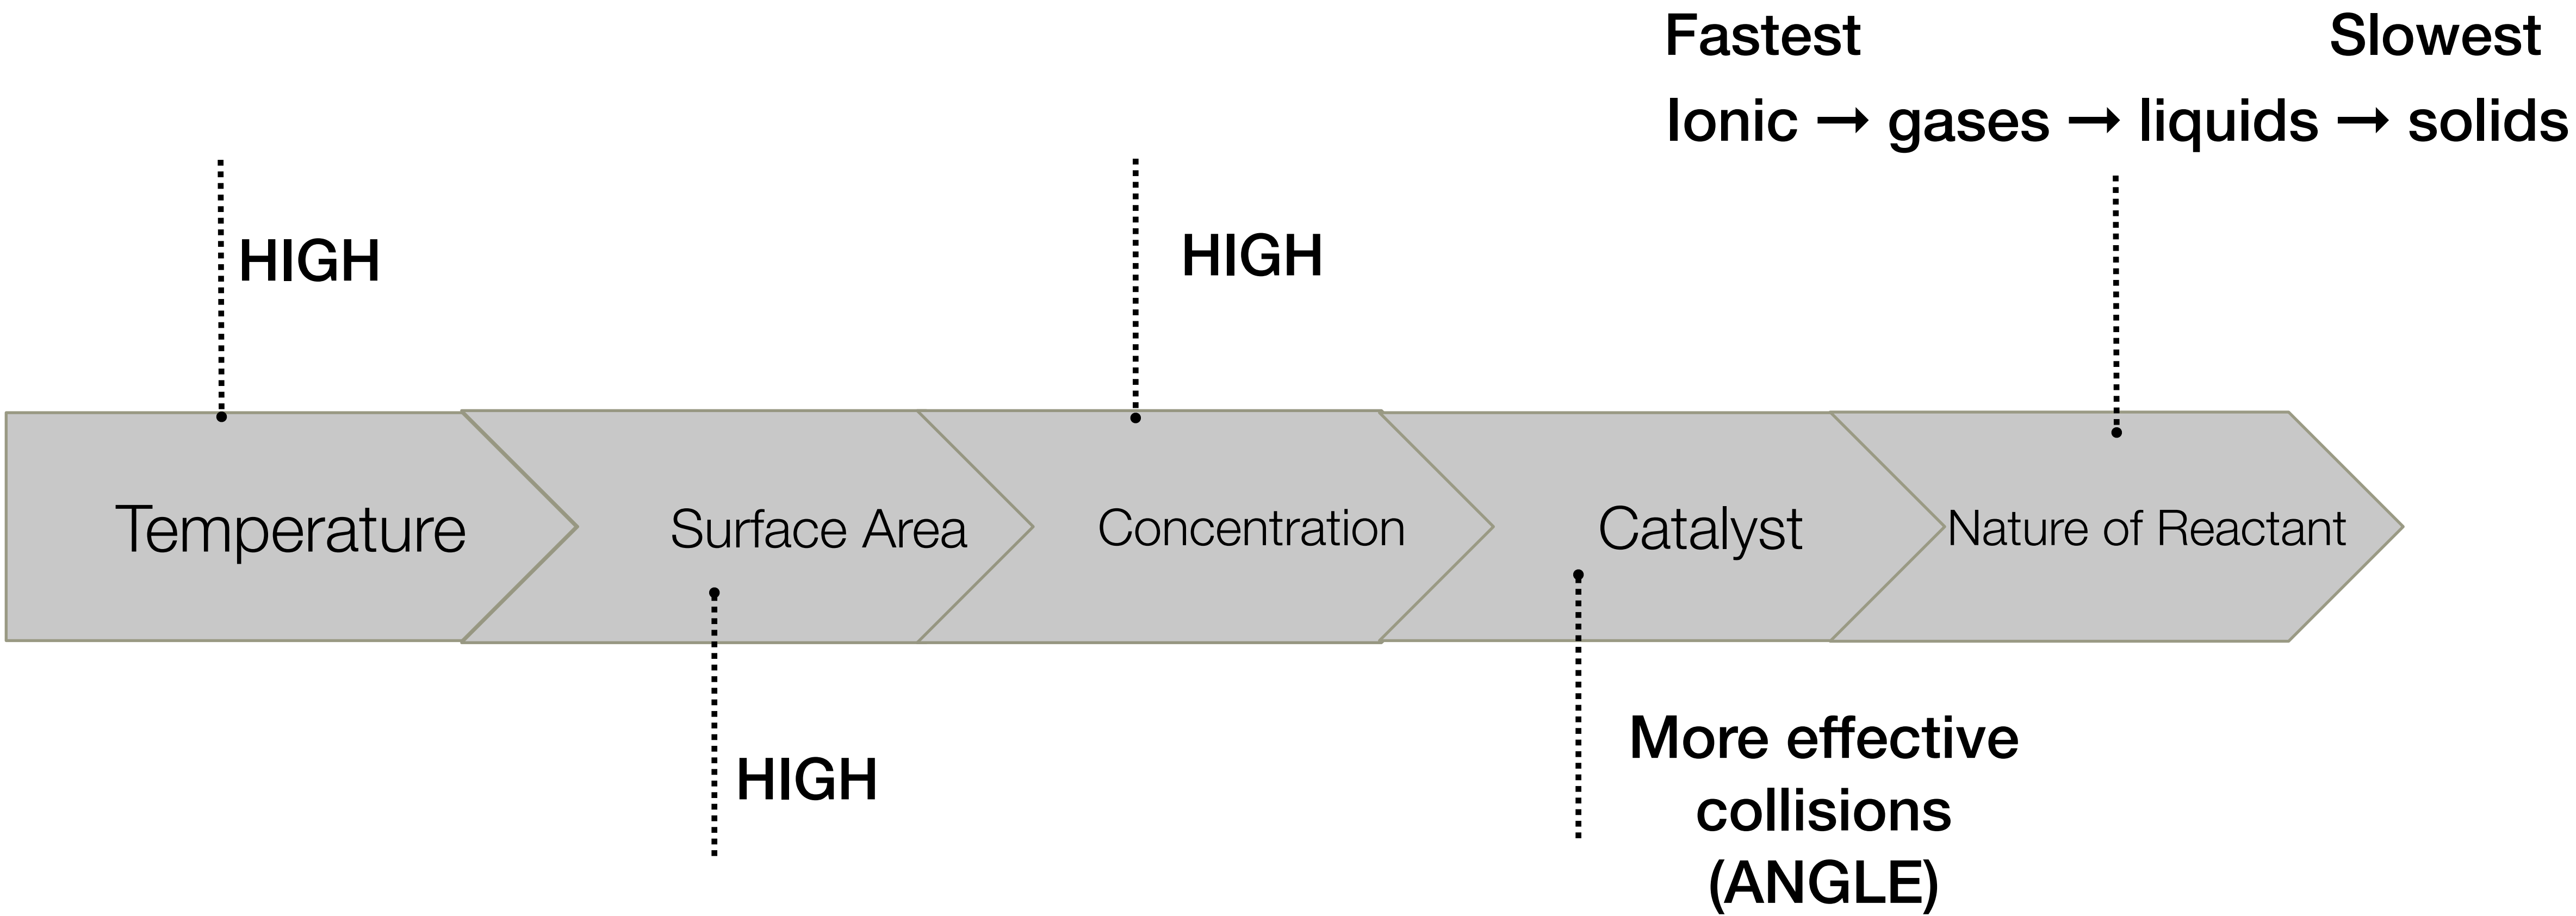 Fastest Slowest
Ionic → gases → liquids → solids
HIGH HIGH
Temperature Surface Area Concentration Catalyst Nature of Reactant
HIGH
More effective
collisions
(ANGLE)